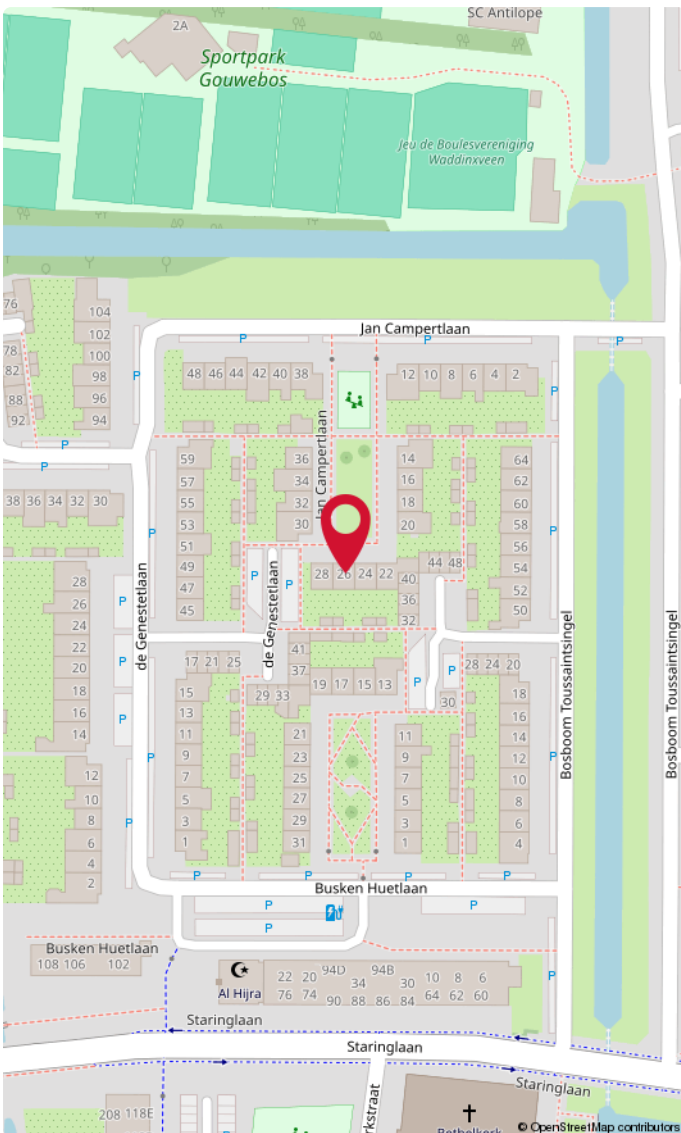 SC Antilope
2A
Sportpark
Gouwebos
Jeu de Boulesvereniging
Waddinxveen
76
104
Jan Campertlaan
P
P
P
102
78
100
P
82
98
48 46 44 42 40 38
12 10 8 6 4 2
88
96
P
92
94
Jan Campertlaan
P
P
59
36
14
64
57
34
16
62
55
32
18
60
38 36 34 32 30
53
30
20
58
P
P
51
56
49
44 48
54
28
47
P
P
28 26 24 22
40
52
26
P
45
36
50
24
de Genestetlaan
de Genestetlaan
32
22
41
Bosboom Toussaintsingel
Bosboom Toussaintsingel
20
P
17 21 25
37
P
28 24 20
18
15
29 33
19 17 15 13
P
18
16
P
13
30
16
14
11
21
11
14
P
9
23
9
12
12
7
25
7
10
10
5
27
5
8
8
P
3
29
3
6
6
1
31
1
4
4
2
P
P
P
P
Busken Huetlaan
P
P
P
Busken Huetlaan
108 106
102
Al Hijra
22 20 94D 94B 30 10 8 6
34
76 74 90 88 86 84 64 62 60
P
Staringlaan
Staringlaan
Staringlaan
208 118E
rkstraat
Bethelkerk
© OpenStreetMap contributors